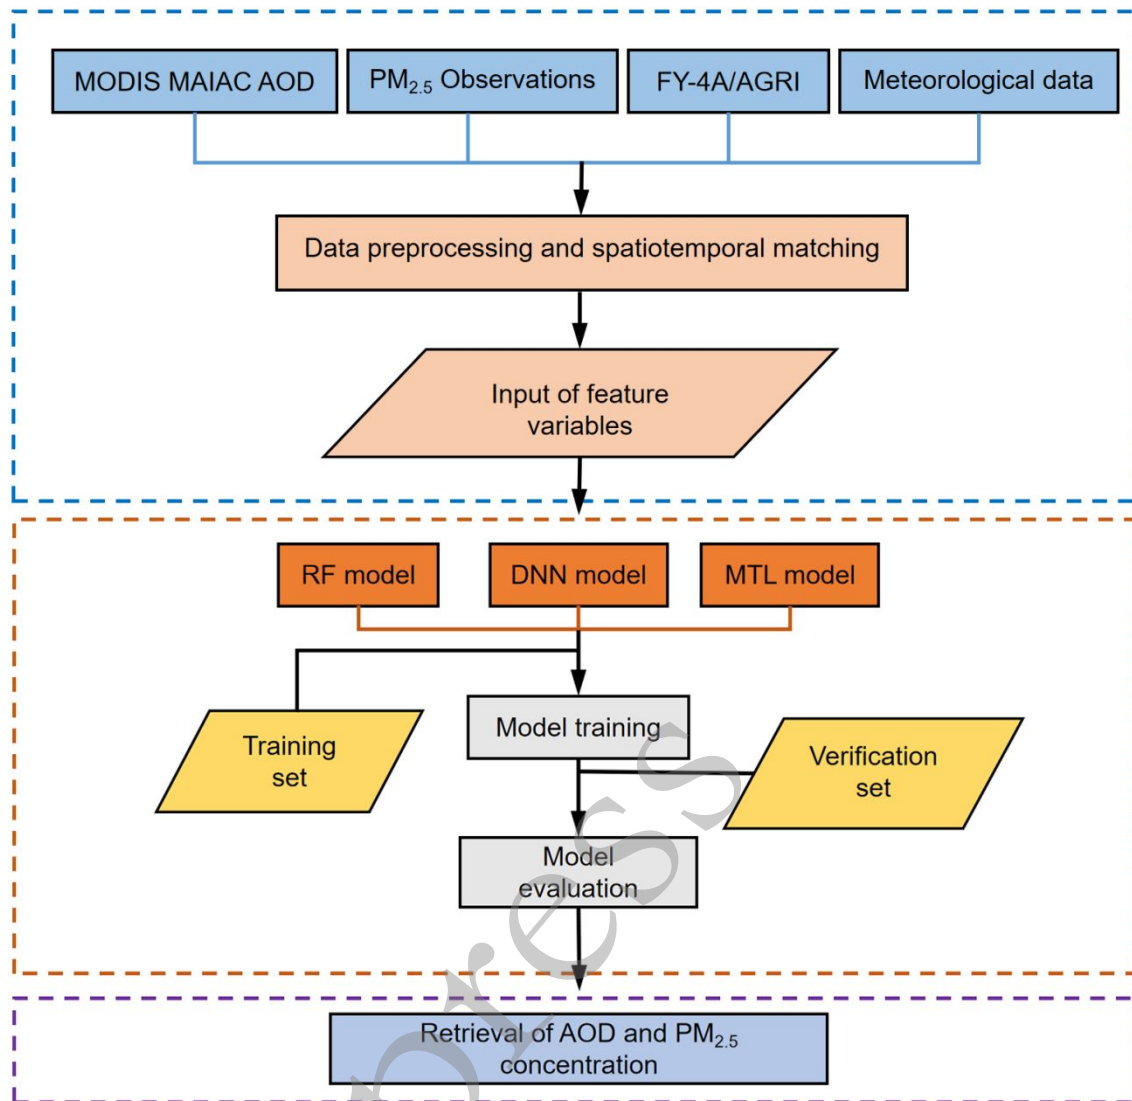 MODIS MAIAC AOD
PM₂.₅ Observations
FY-4A/AGRI
Meteorological data
Data preprocessing and spatiotemporal matching
Input of feature
variables
RF model
DNN model
MTL model
Training
set
Model training
Verification
set
Model
evaluation
Retrieval of AOD and PM₂.₅
concentration
press